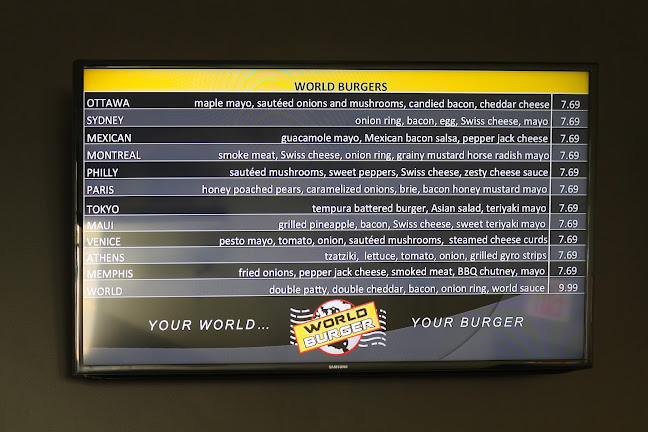 WORLD BURGERS
OTTAWA maple mayo, sautéed onions and mushrooms, candied bacon, cheddar cheese 7.69
SYDNEY onion ring, bacon, egg, Swiss cheese, mayo 7.69
MEXICAN guacamole mayo, Mexican bacon salsa, pepper jack cheese 7.69
MONTREAL smoke meat, Swiss cheese, onion ring, grainy mustard horse radish mayo 7.69
PHILLY sautéed mushrooms, sweet peppers, Swiss cheese, zesty cheese sauce 7.69
PARIS honey poached pears, caramelized onions, brie, bacon honey mustard mayo 7.69
TOKYO tempura battered burger, Asian salad, teriyaki mayo 7.69
MAUI grilled pineapple, bacon, Swiss cheese, sweet teriyaki mayo 7.69
VENICE pesto mayo, tomato, onion, sautéed mushrooms, steamed cheese curds 7.69
ATHENS tzatziki, lettuce, tomato, onion, grilled gyro strips 7.69
MEMPHIS fried onions, pepper jack cheese, smoked meat, BBQ chutney, mayo 7.69
WORLD double patty, double cheddar, bacon, onion ring, world sauce 9.99
YOUR WORLD... WORLD BURGER YOUR BURGER
SAMSUNG